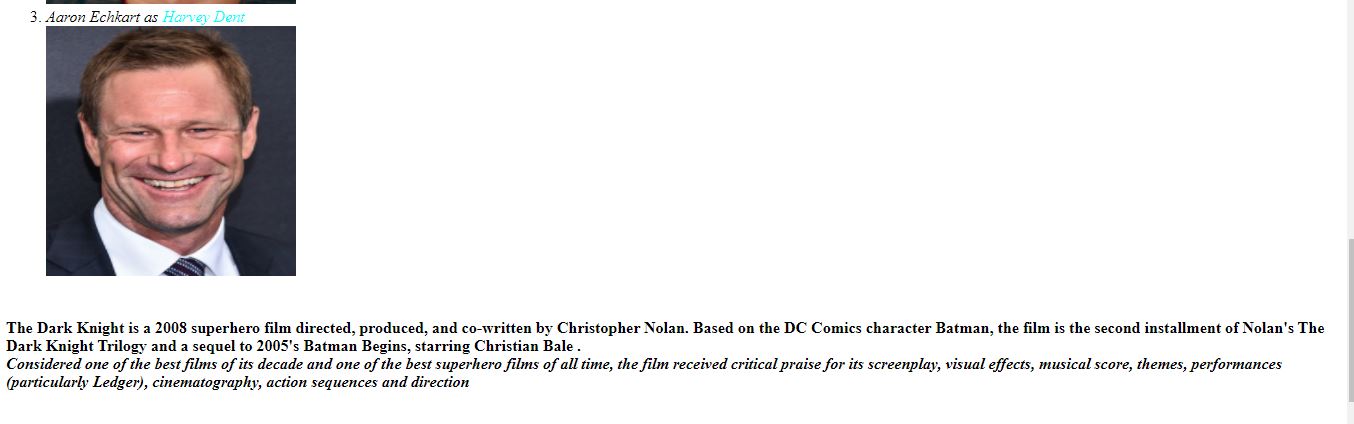 3. Aaron Echkart as Harvey Dent
The Dark Knight is a 2008 superhero film directed, produced, and co-written by Christopher Nolan. Based on the DC Comics character Batman, the film is the second installment of Nolan's The
Dark Knight Trilogy and a sequel to 2005's Batman Begins, starring Christian Bale .
Considered one of the best films of its decade and one of the best superhero films of all time, the film received critical praise for its screenplay, visual effects, musical score, themes, performances
(particularly Ledger), cinematography, action sequences and direction